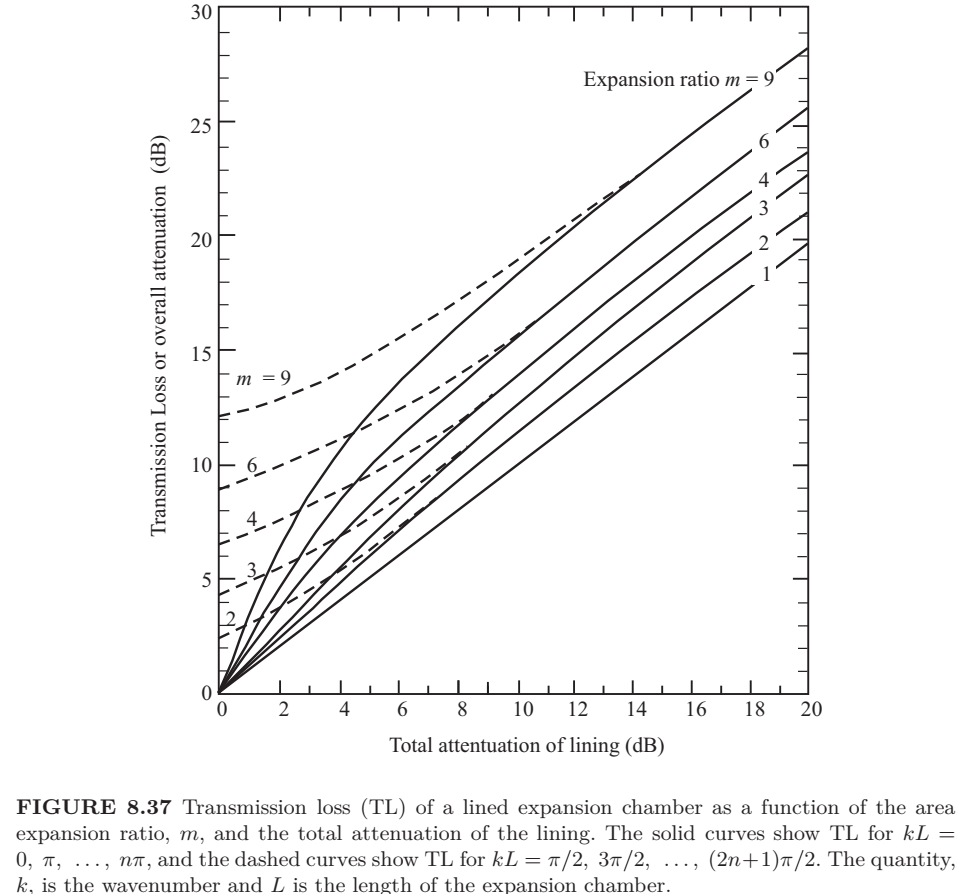 30
25
20
15
10
5
0
Transmission Loss or overall attenuation (dB)
Expansion ratio m = 9
6
4
3
2
1
m = 9
6
4
3
2
0 2 4 6 8 10 12 14 16 18 20
Total attentuation of lining (dB)
FIGURE 8.37 Transmission loss (TL) of a lined expansion chamber as a function of the area
expansion ratio, m, and the total attenuation of the lining. The solid curves show TL for kL =
0, π, ..., nπ, and the dashed curves show TL for kL = π/2, 3π/2, ..., (2n+1)π/2. The quantity,
k, is the wavenumber and L is the length of the expansion chamber.